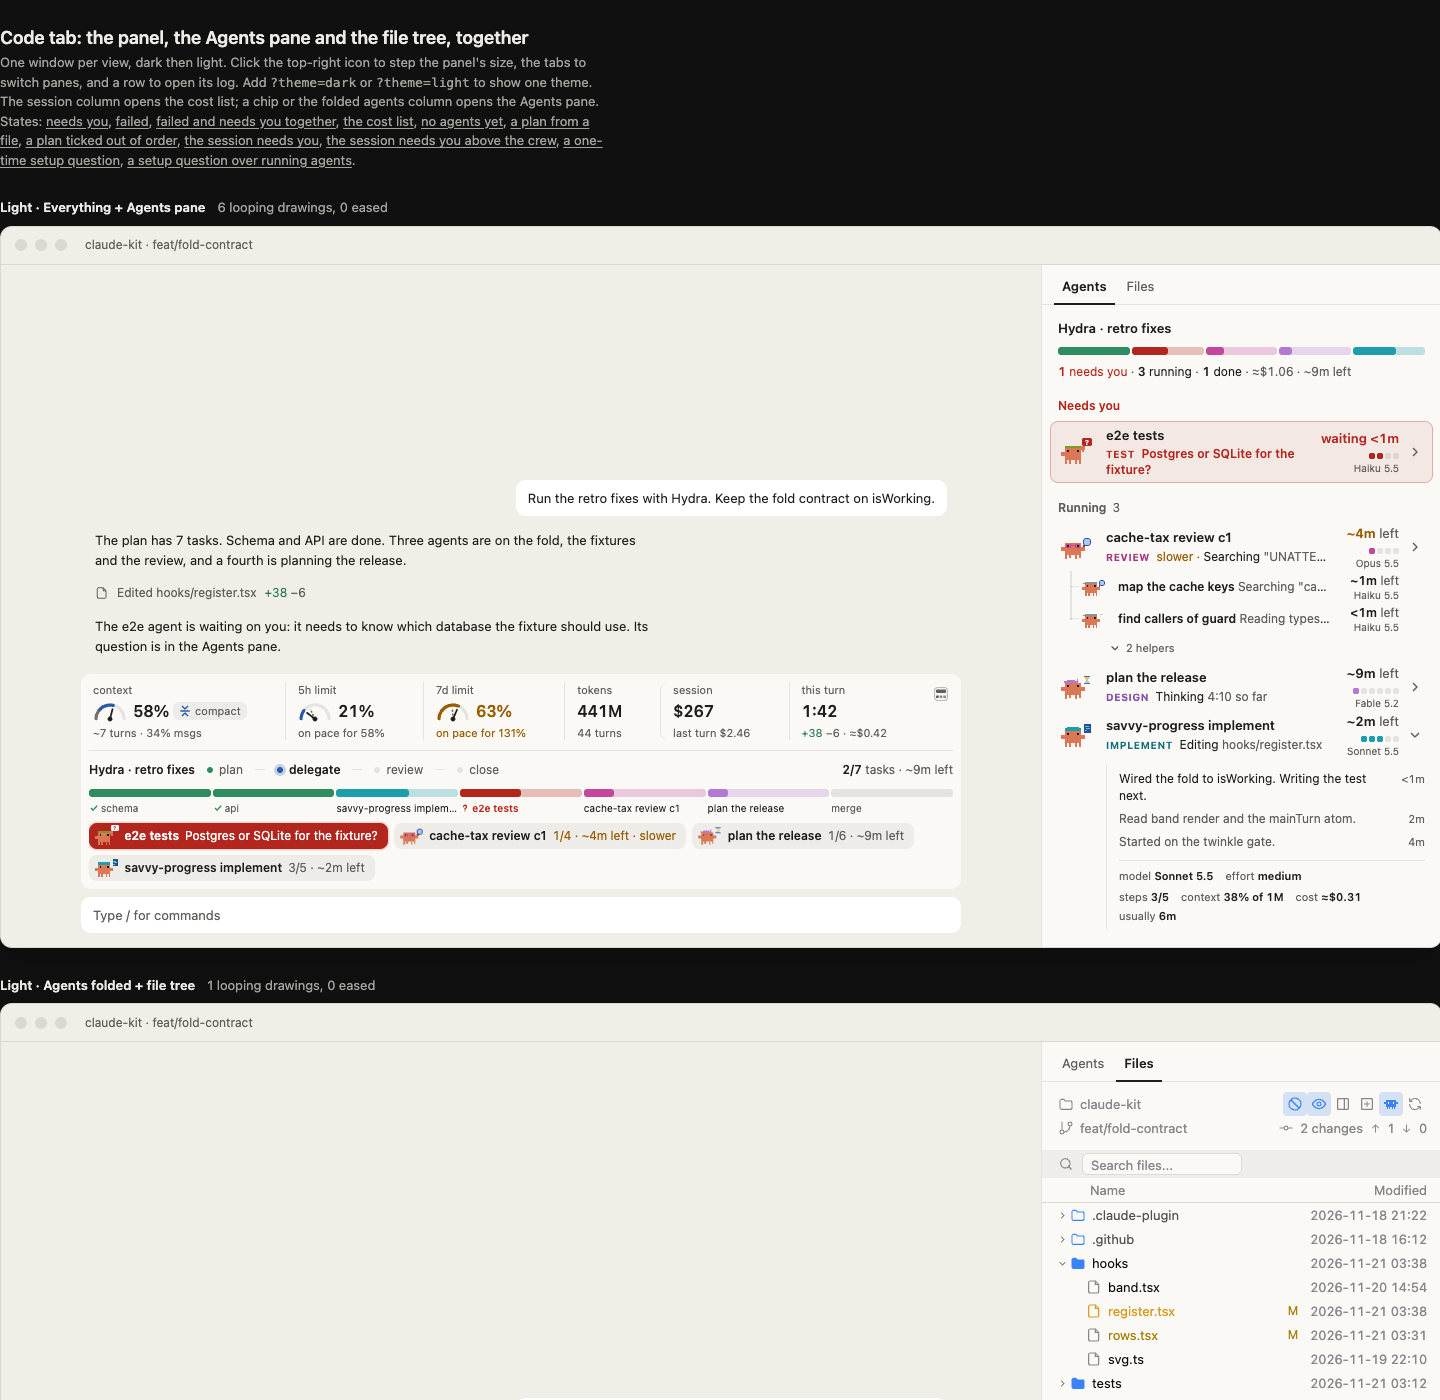 Code tab: the panel, the Agents pane and the file tree, together
One window per view, dark then light. Click the top-right icon to step the panel's size, the tabs to
switch panes, and a row to open its log. Add ?theme=dark or ?theme=light to show one theme.
The session column opens the cost list; a chip or the folded agents column opens the Agents pane.
States: needs you, failed, failed and needs you together, the cost list, no agents yet, a plan from a
file, a plan ticked out of order, the session needs you, the session needs you above the crew, a one-
time setup question, a setup question over running agents.
Light · Everything + Agents pane 6 looping drawings, 0 eased
claude-kit · feat/fold-contract
Run the retro fixes with Hydra. Keep the fold contract on isWorking.
The plan has 7 tasks. Schema and API are done. Three agents are on the fold, the fixtures
and the review, and a fourth is planning the release.
Edited hooks/register.tsx +38 −6
The e2e agent is waiting on you: it needs to know which database the fixture should use. Its
question is in the Agents pane.
context 5h limit 7d limit tokens session this turn
58% compact 21% 63% 441M $267 1:42
~7 turns · 34% msgs on pace for 58% on pace for 131% 44 turns last turn $2.46 +38 −6 · ≈$0.42
Hydra · retro fixes plan delegate review close 2/7 tasks · ~9m left
✓ schema ✓ api savvy-progress implem... ? e2e tests cache-tax review c1 plan the release merge
e2e tests Postgres or SQLite for the fixture? cache-tax review c1 1/4 · ~4m left · slower plan the release 1/6 · ~9m left
savvy-progress implement 3/5 · ~2m left
Type / for commands
Agents Files
Hydra · retro fixes
1 needs you · 3 running · 1 done · ≈$1.06 · ~9m left
Needs you
e2e tests waiting <1m
TEST Postgres or SQLite for the
fixture?
Haiku 5.5
Running 3
cache-tax review c1 ~4m left
REVIEW slower · Searching "UNATTE...
Opus 5.5
map the cache keys Searching "ca... ~1m left
Haiku 5.5
find callers of guard Reading types... <1m left
Haiku 5.5
2 helpers
plan the release ~9m left
DESIGN Thinking 4:10 so far
Fable 5.2
savvy-progress implement ~2m left
IMPLEMENT Editing hooks/register.tsx
Sonnet 5.5
Wired the fold to isWorking. Writing the test <1m
next.
Read band render and the mainTurn atom. 2m
Started on the twinkle gate. 4m
model Sonnet 5.5 effort medium
steps 3/5 context 38% of 1M cost ≈$0.31
usually 6m
Light · Agents folded + file tree 1 looping drawings, 0 eased
claude-kit · feat/fold-contract
Agents Files
claude-kit
feat/fold-contract 2 changes ↑ 1 ↓ 0
Search files...
Name Modified
.claude-plugin 2026-11-18 21:22
.github 2026-11-18 16:12
hooks 2026-11-21 03:38
band.tsx 2026-11-20 14:54
register.tsx M 2026-11-21 03:38
rows.tsx M 2026-11-21 03:31
svg.ts 2026-11-19 22:10
tests 2026-11-21 03:12